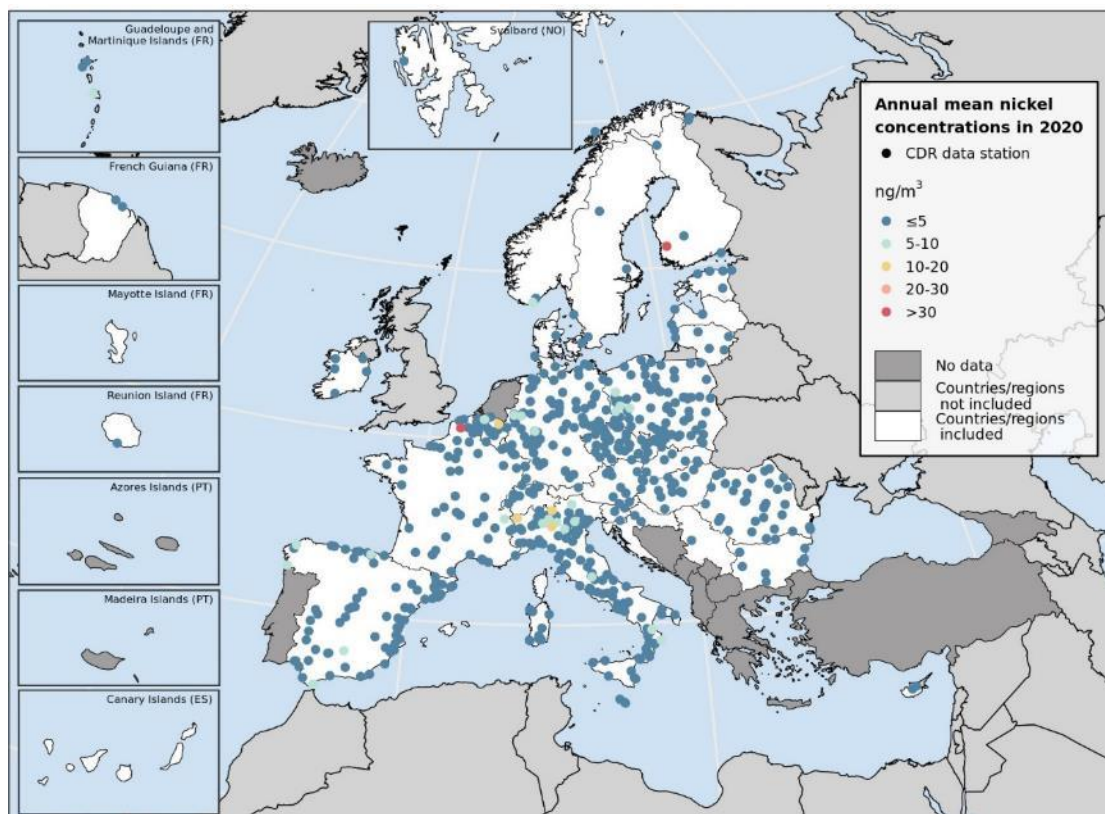 Guadeloupe and
Martinique Islands (FR)
Svalbard (NO)
French Guiana (FR)
Mayotte Island (FR)
Reunion Island (FR)
Azores Islands (PT)
Madeira Islands (PT)
Canary Islands (ES)
Annual mean nickel
concentrations in 2020
CDR data station
ng/m³
≤5
5-10
10-20
20-30
>30
No data
Countries/regions
not included
Countries/regions
included